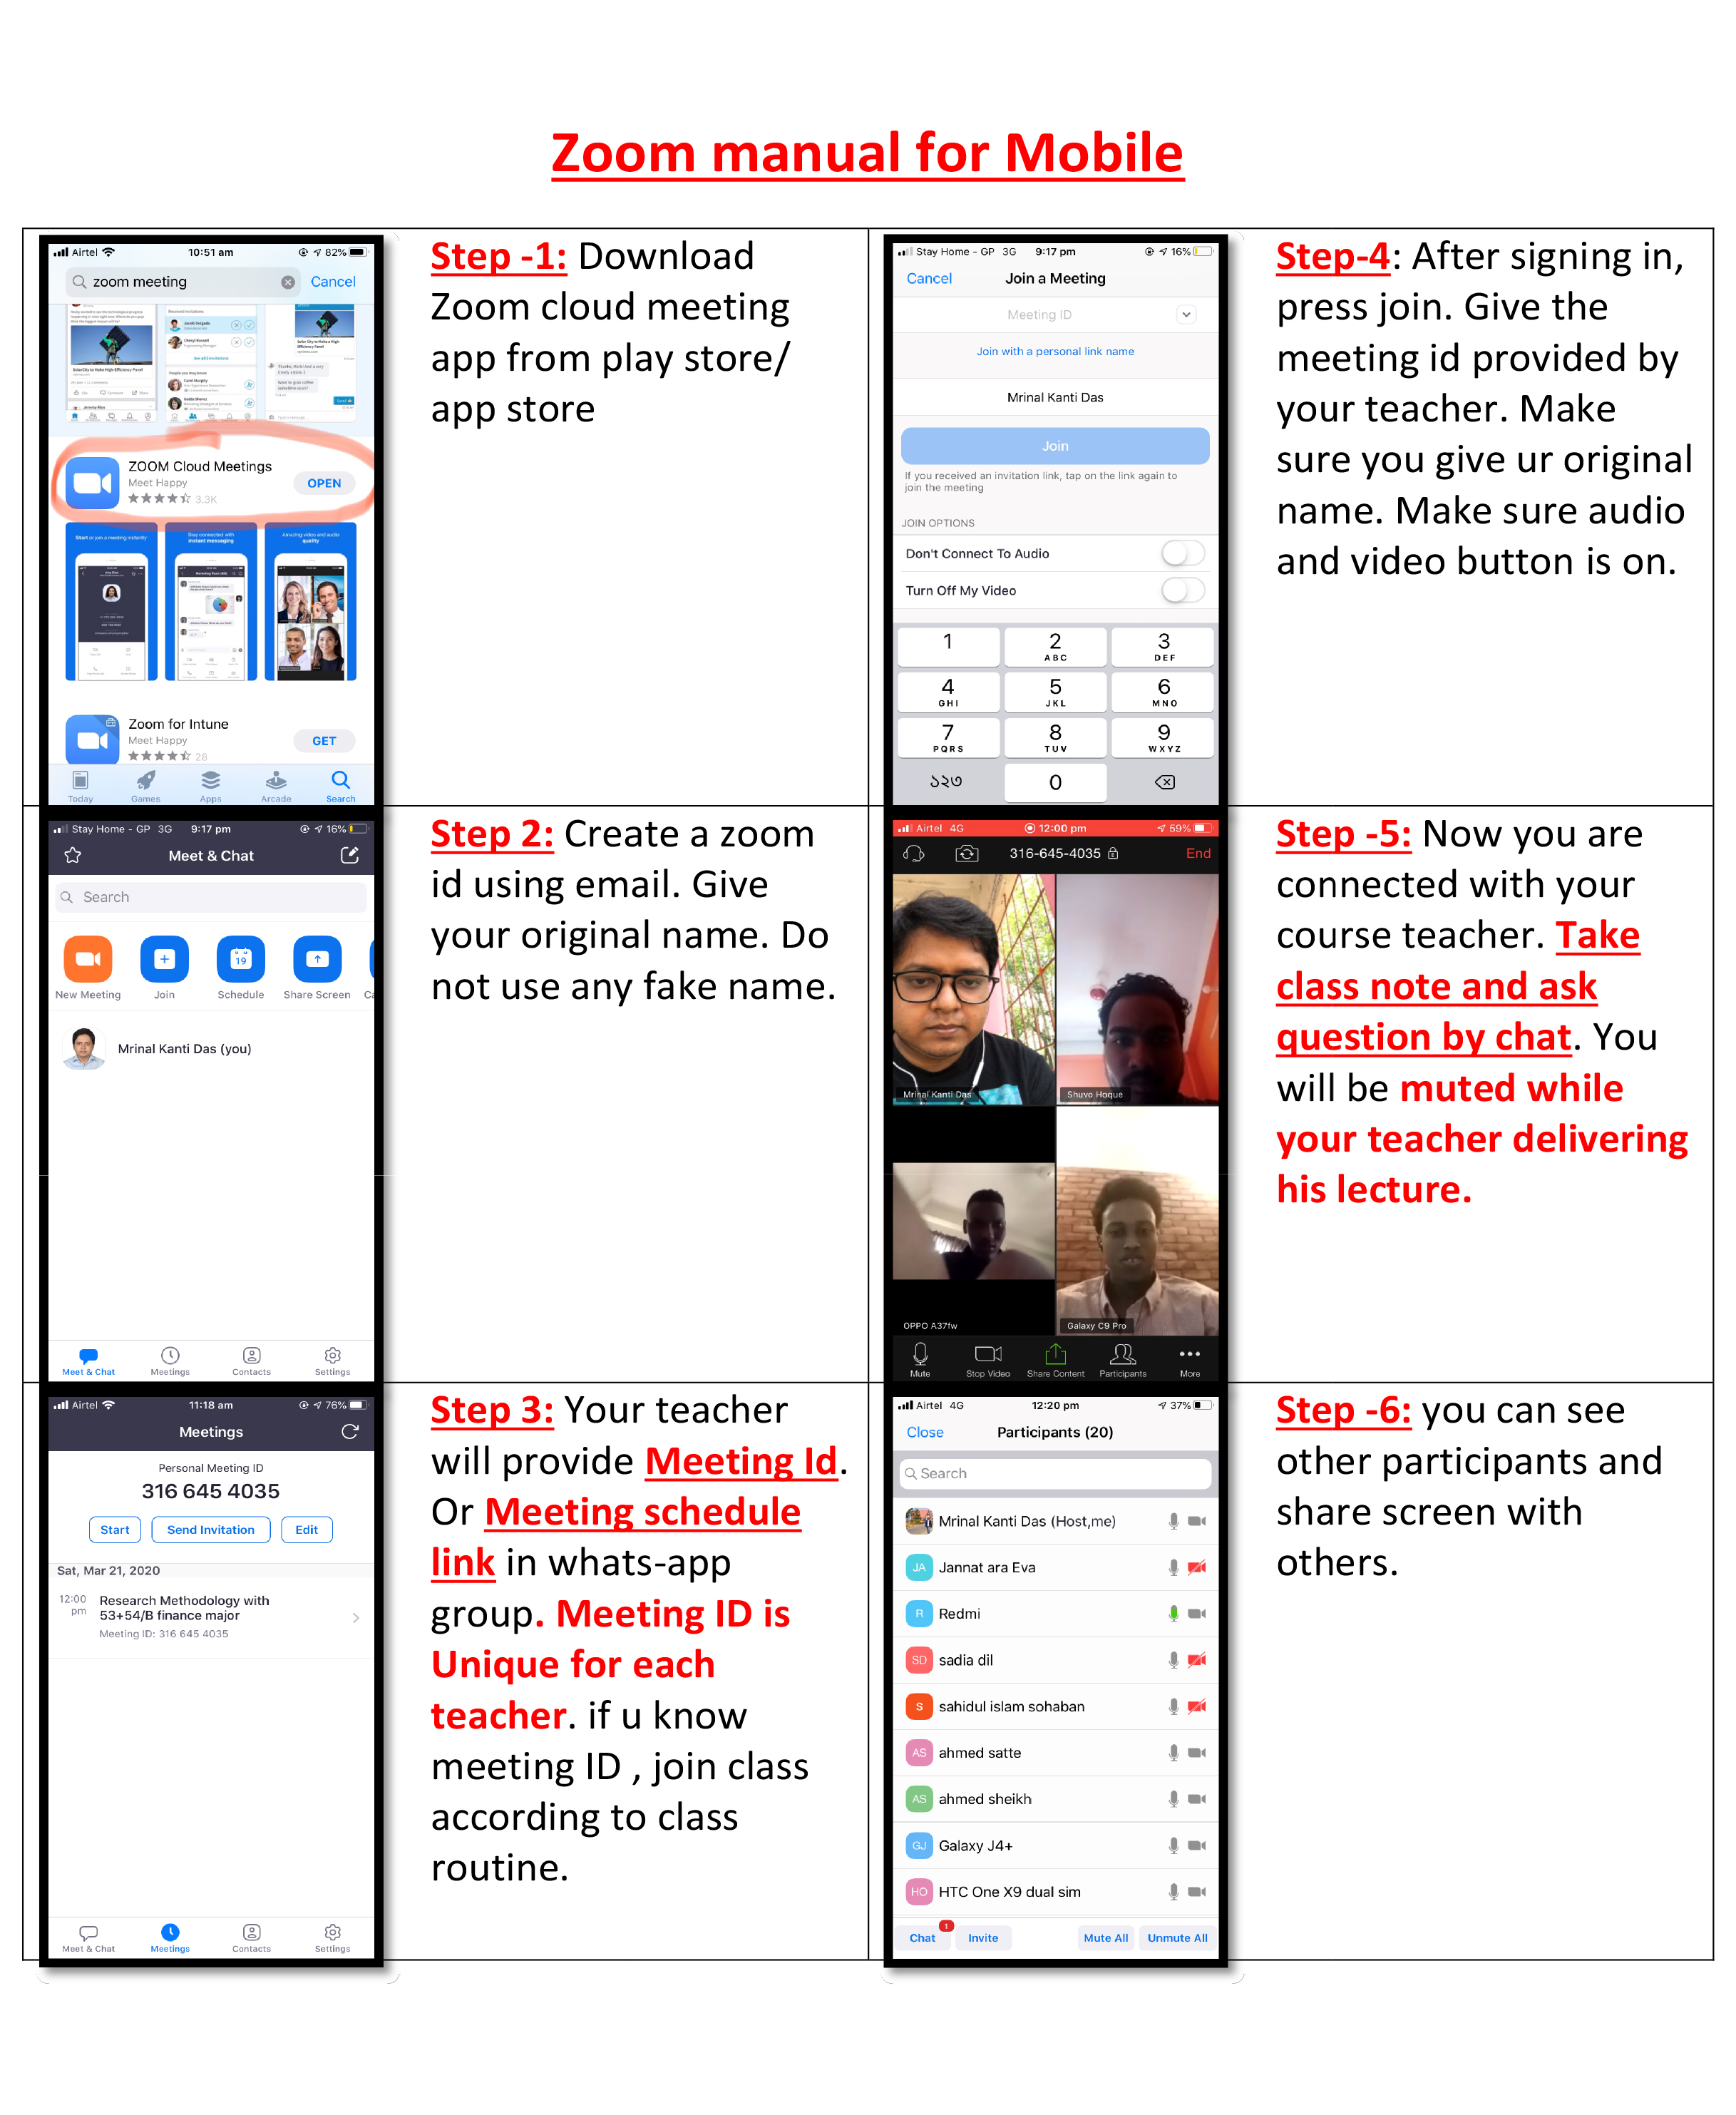 Zoom manual for Mobile
Airtel 10:51 am 82%
zoom meeting Cancel
ZOOM Cloud Meetings
Meet Happy
OPEN
3.3K
Start or join a meeting instantly
Stay connected with instant messaging
Amazing video and audio quality
Zoom for Intune
Meet Happy
GET
28
Today Games Apps Arcade Search
Step -1: Download
Zoom cloud meeting
app from play store/
app store
Stay Home - GP 3G 9:17 pm 16%
Cancel Join a Meeting
Meeting ID
Join with a personal link name
Mrinal Kanti Das
Join
If you received an invitation link, tap on the link again to
join the meeting
JOIN OPTIONS
Don't Connect To Audio
Turn Off My Video
1 2 ABC 3 DEF
4 GHI 5 JKL 6 MNO
7 PQRS 8 TUV 9 WXYZ
১২৩ 0
Step-4: After signing in,
press join. Give the
meeting id provided by
your teacher. Make
sure you give ur original
name. Make sure audio
and video button is on.
Stay Home - GP 3G 9:17 pm 16%
Meet & Chat
Search
19
New Meeting Join Schedule Share Screen Ca
Mrinal Kanti Das (you)
Meet & Chat Meetings Contacts Settings
Step 2: Create a zoom
id using email. Give
your original name. Do
not use any fake name.
Airtel 4G 12:00 pm 59%
316-645-4035 End
Mrinal Kanti Das Shuvo Hoque
OPPO A37fw Galaxy C9 Pro
Mute Stop Video Share Content Participants More
Step -5: Now you are
connected with your
course teacher. Take
class note and ask
question by chat. You
will be muted while
your teacher delivering
his lecture.
Airtel 11:18 am 76%
Meetings
Personal Meeting ID
316 645 4035
Start Send Invitation Edit
Sat, Mar 21, 2020
12:00 pm
Research Methodology with
53+54/B finance major
Meeting ID: 316 645 4035
Meet & Chat Meetings Contacts Settings
Step 3: Your teacher
will provide Meeting Id.
Or Meeting schedule
link in whats-app
group. Meeting ID is
Unique for each
teacher. if u know
meeting ID , join class
according to class
routine.
Airtel 4G 12:20 pm 37%
Close Participants (20)
Search
Mrinal Kanti Das (Host,me)
JA Jannat ara Eva
R Redmi
SD sadia dil
S sahidul islam sohaban
AS ahmed satte
AS ahmed sheikh
GJ Galaxy J4+
HO HTC One X9 dual sim
Chat 1 Invite Mute All Unmute All
Step -6: you can see
other participants and
share screen with
others.